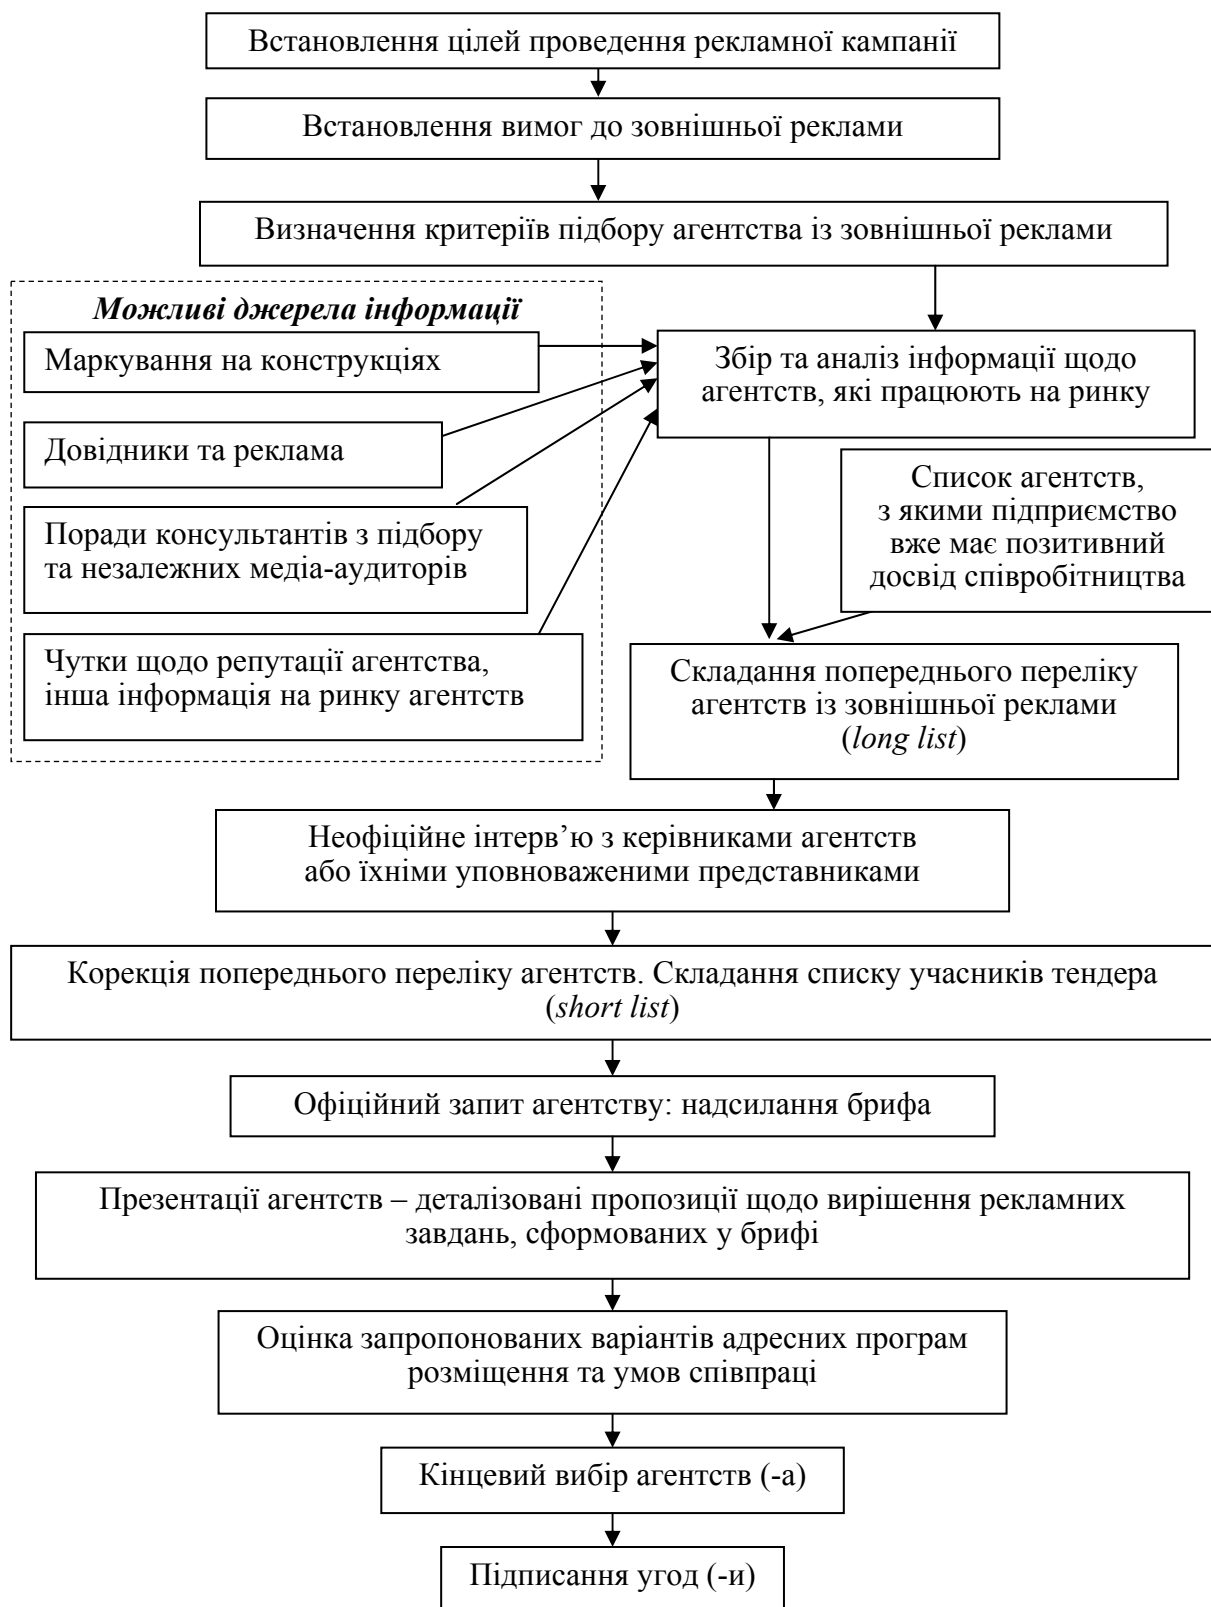 Встановлення цілей проведення рекламної кампанії
Встановлення вимог до зовнішньої реклами
Визначення критеріїв підбору агентства із зовнішньої реклами
Можливі джерела інформації
Маркування на конструкціях
Довідники та реклама
Поради консультантів з підбору
та незалежних медіа-аудиторів
Чутки щодо репутації агентства,
інша інформація на ринку агентств
Збір та аналіз інформації щодо
агентств, які працюють на ринку
Список агентств,
з якими підприємство
вже має позитивний
досвід співробітництва
Складання попереднього переліку
агентств із зовнішньої реклами
(long list)
Неофіційне інтерв’ю з керівниками агентств
або їхніми уповноваженими представниками
Корекція попереднього переліку агентств. Складання списку учасників тендера
(short list)
Офіційний запит агентству: надсилання брифа
Презентації агентств – деталізовані пропозиції щодо вирішення рекламних
завдань, сформованих у брифі
Оцінка запропонованих варіантів адресних програм
розміщення та умов співпраці
Кінцевий вибір агентств (-а)
Підписання угод (-и)